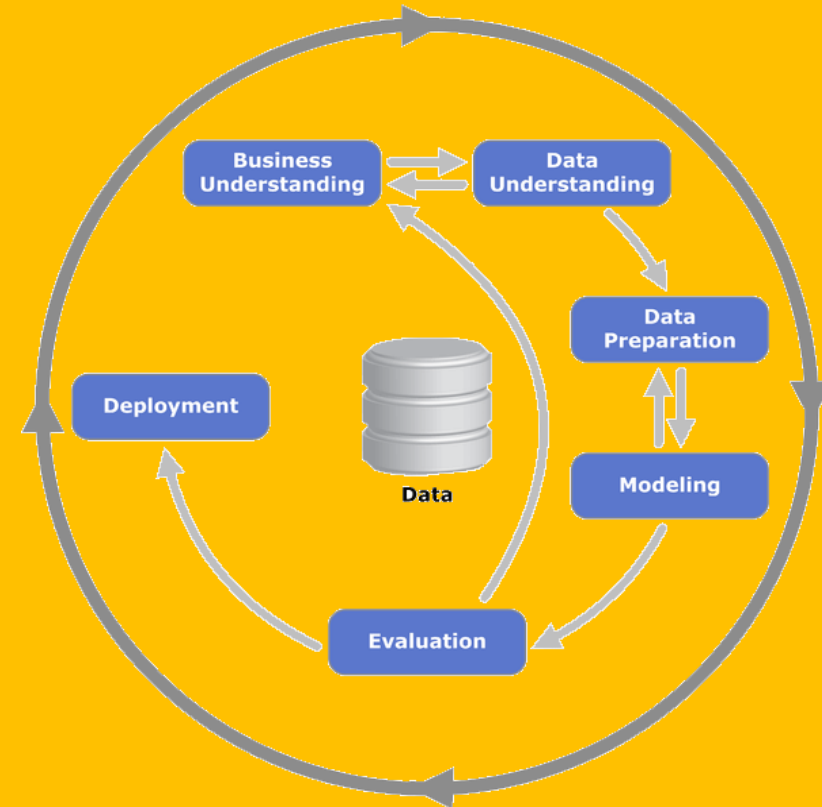 Business
Understanding
Data
Understanding
Data
Preparation
Deployment
Modeling
Data
Evaluation